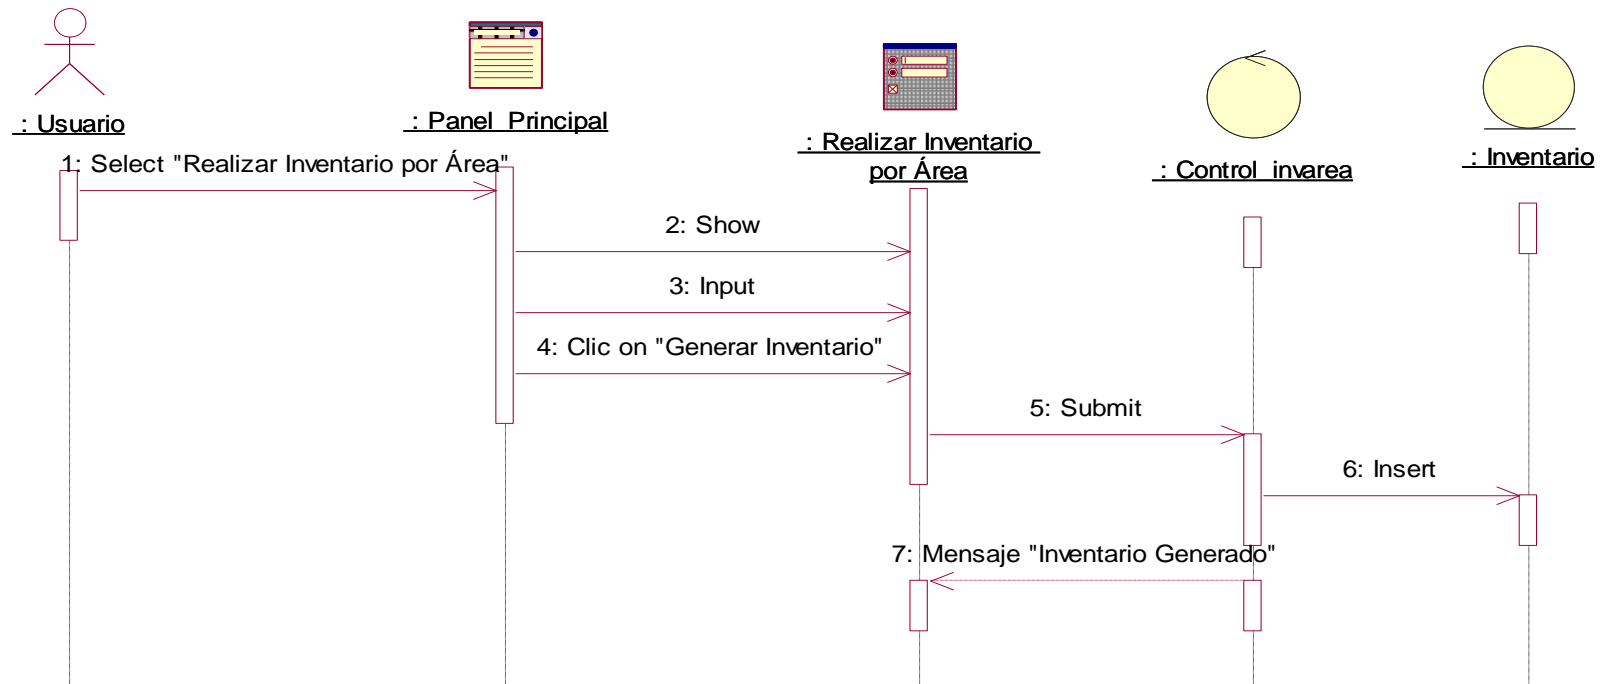 : Usuario
: Panel_Principal
: Realizar Inventario
por Área
: Control_invarea
: Inventario
1: Select "Realizar Inventario por Área"
2: Show
3: Input
4: Clic on "Generar Inventario"
5: Submit
6: Insert
7: Mensaje "Inventario Generado"